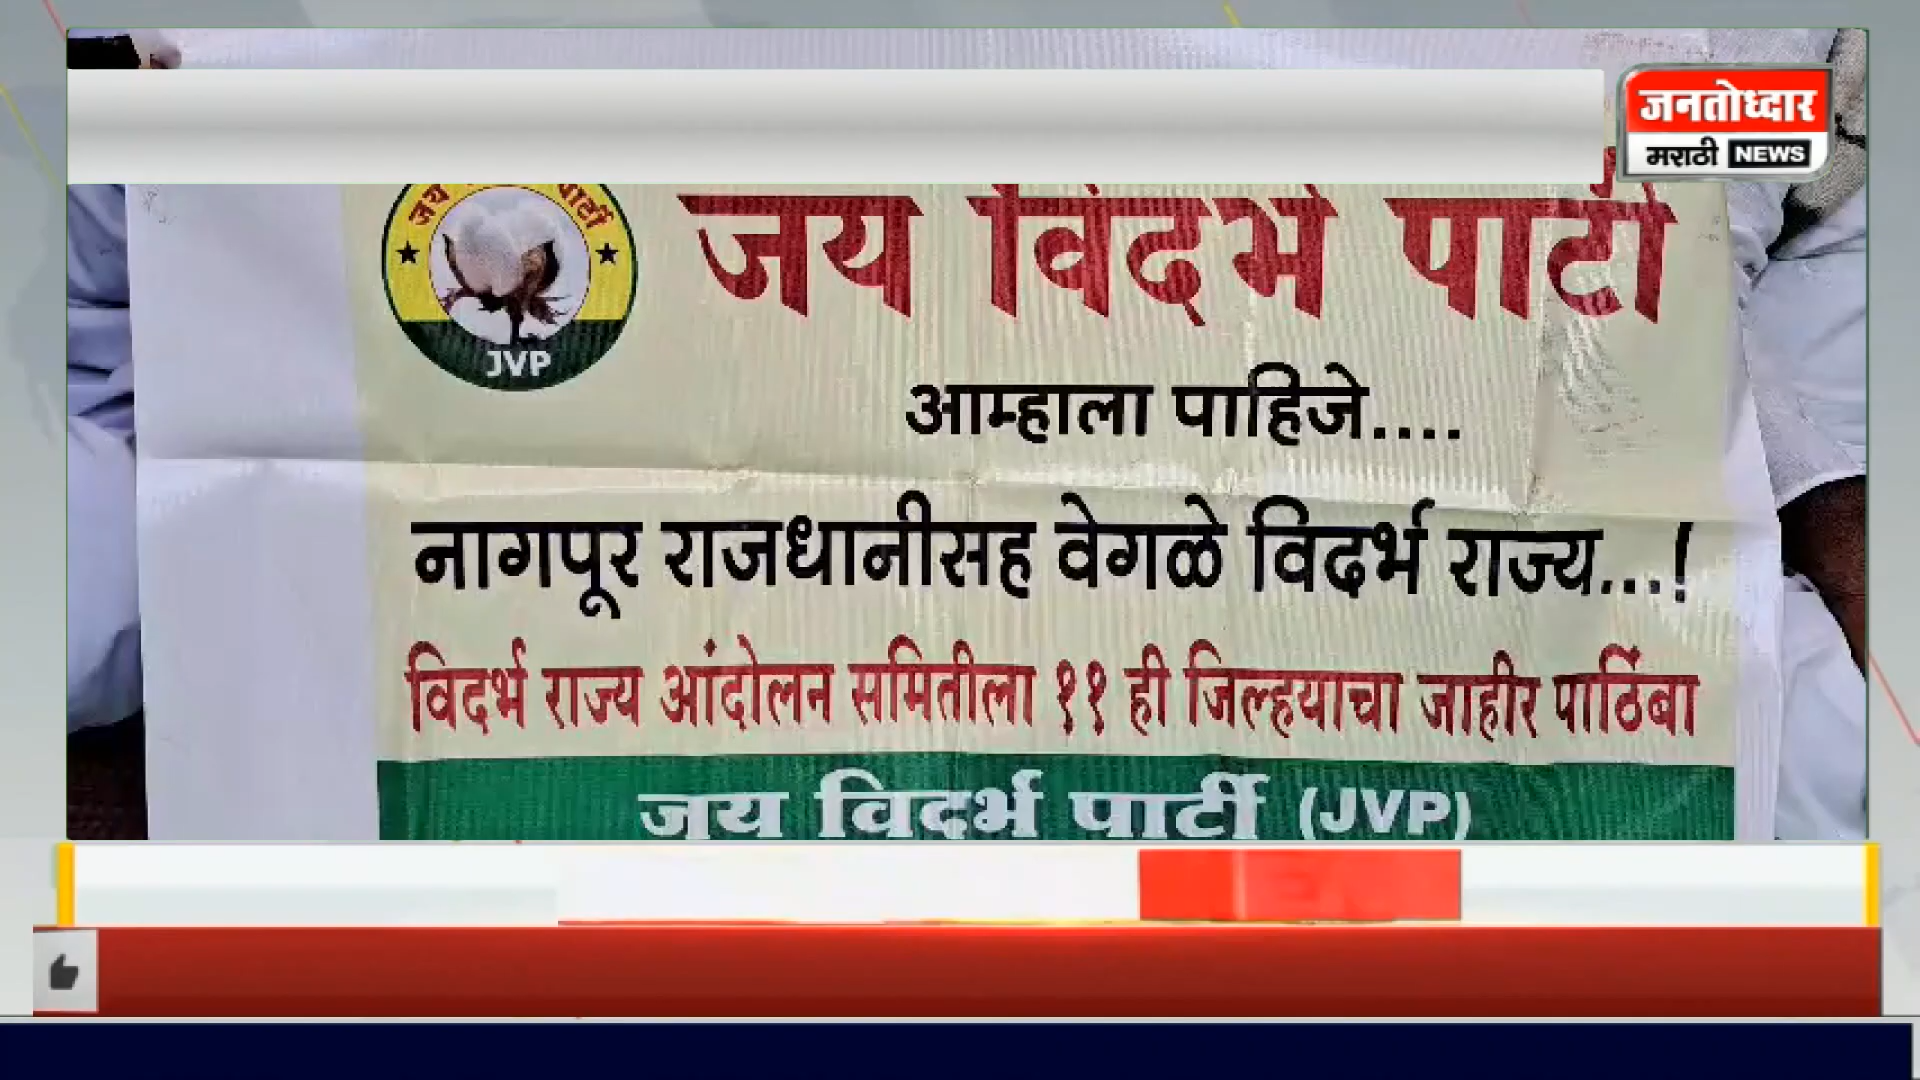 जनतोध्दार
मराठी NEWS
जय पार्टी
JVP
जय विदर्भ पार्टी
आम्हाला पाहिजे....
नागपूर राजधानीसह वेगळे विदर्भ राज्य...!
विदर्भ राज्य आंदोलन समितीला ११ ही जिल्हयाचा जाहीर पाठिंबा
जय विदर्भ पार्टी (JVP)